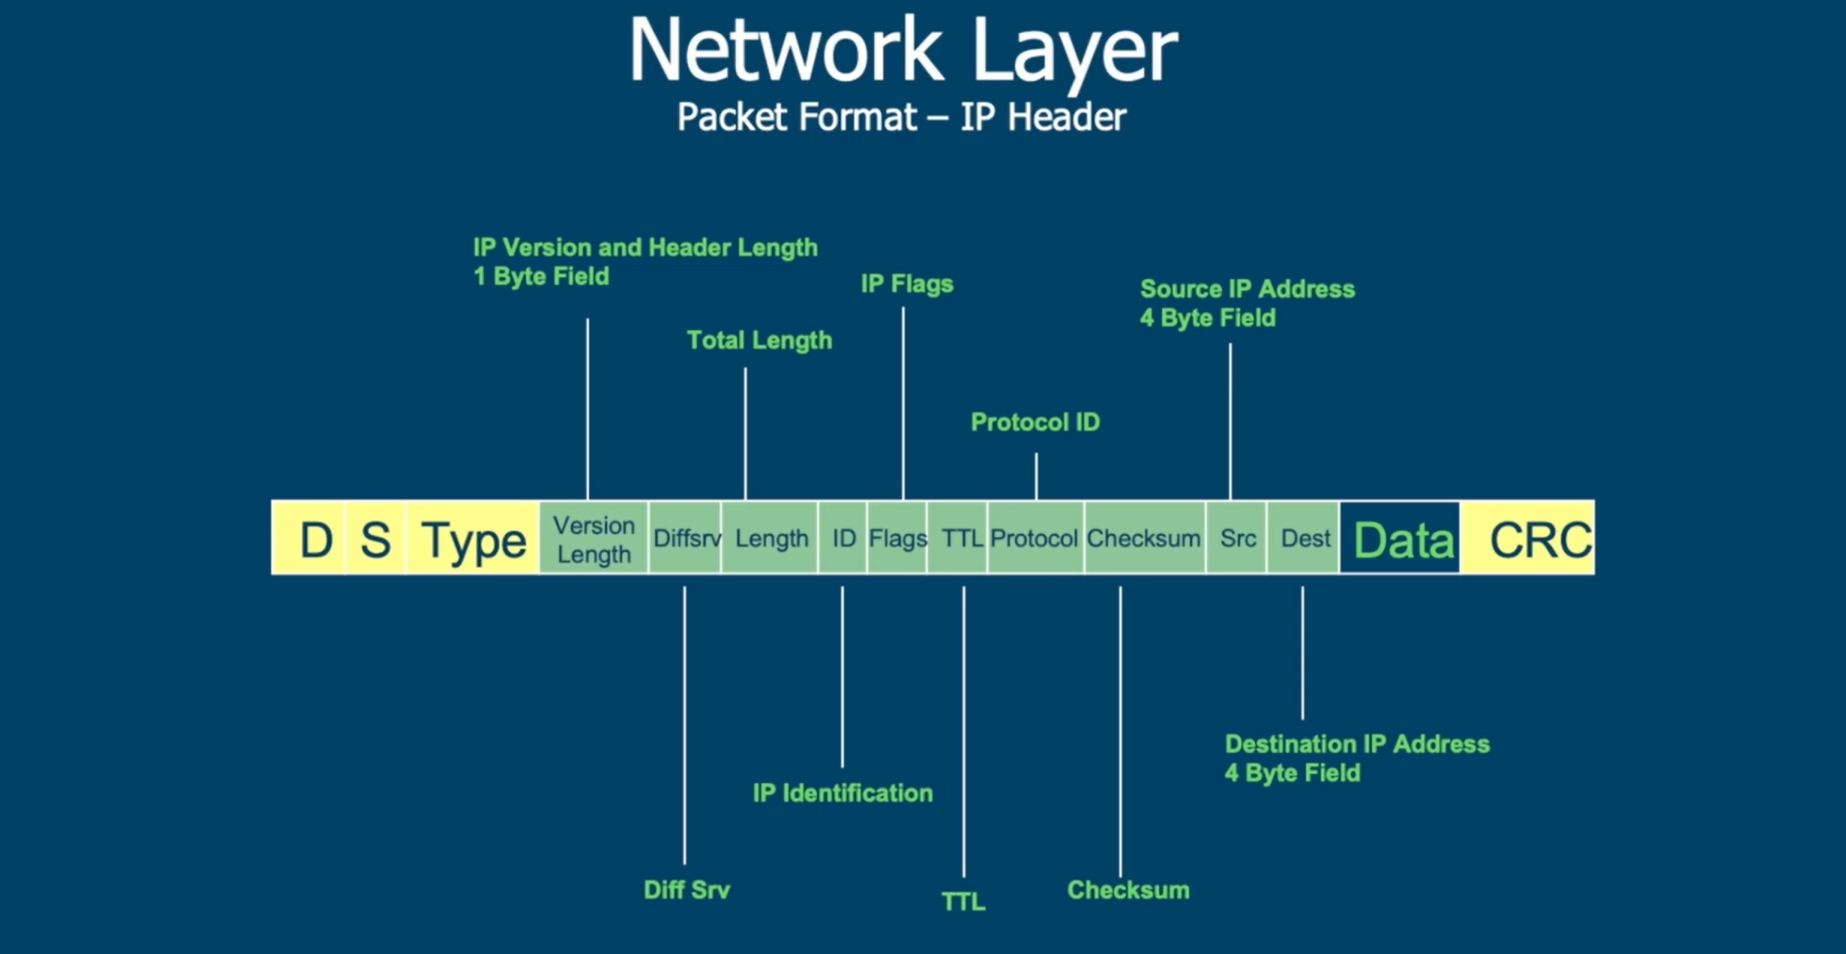 Network Layer
Packet Format – IP Header
IP Version and Header Length
1 Byte Field
Total Length
IP Flags
Protocol ID
Source IP Address
4 Byte Field
D S Type Version Length Diffsrv Length ID Flags TTL Protocol Checksum Src Dest Data CRC
Diff Srv
IP Identification
TTL
Checksum
Destination IP Address
4 Byte Field